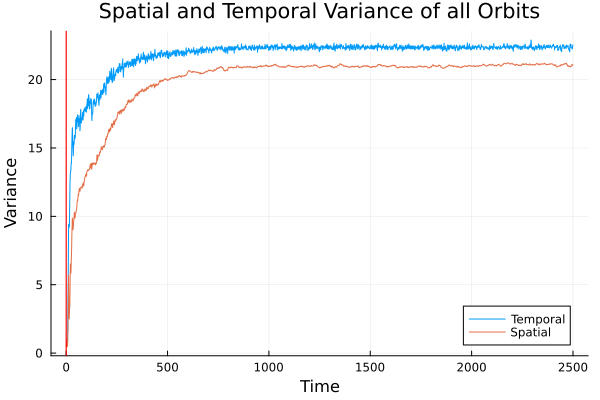 Spatial and Temporal Variance of all Orbits
Variance
20
15
10
5
0
Temporal
Spatial
0 500 1000 1500 2000 2500
Time